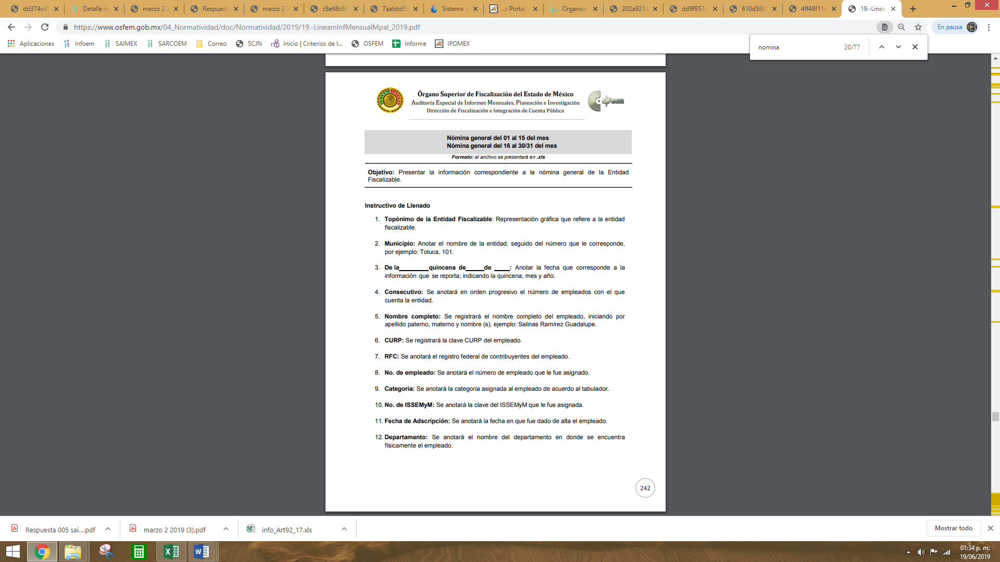 dd374c45
Detalle de
marzo 2 2
Respuest
marzo 2 2
c8e68c6b
7aabbd5c
Sistema A
..:: Portal
Organism
202a921a
dd9f957c
610d58b
4ff48f11c
19.-Linea
https://www.osfem.gob.mx/04_Normatividad/doc/Normatividad/2019/19.-LineamInfMensualMpal_2019.pdf
En pausa
Aplicaciones
Infoem
SAIMEX
SARCOEM
Correo
SCJN
Inicio | Criterios de I...
OSFEM
Informe
IPOMEX
nomina
20/77
Órgano Superior de Fiscalización del Estado de México
Auditoría Especial de Informes Mensuales, Planeación e Investigación
Dirección de Fiscalización e Integración de Cuenta Pública
osfem
Nómina general del 01 al 15 del mes
Nómina general del 16 al 30/31 del mes
Formato: el archivo se presentará en .xls
Objetivo: Presentar la información correspondiente a la nómina general de la Entidad
Fiscalizable.
Instructivo de Llenado
1. Topónimo de la Entidad Fiscalizable: Representación gráfica que refiere a la entidad
fiscalizable.
2. Municipio: Anotar el nombre de la entidad, seguido del número que le corresponde,
por ejemplo: Toluca, 101.
3. De la________quincena de_____de ____: Anotar la fecha que corresponde a la
información que se reporta; indicando la quincena, mes y año.
4. Consecutivo: Se anotará en orden progresivo el número de empleados con el que
cuenta la entidad.
5. Nombre completo: Se registrará el nombre completo del empleado, iniciando por
apellido paterno, materno y nombre (s), ejemplo: Salinas Ramírez Guadalupe.
6. CURP: Se registrará la clave CURP del empleado.
7. RFC: Se anotará el registro federal de contribuyentes del empleado.
8. No. de empleado: Se anotará el número de empleado que le fue asignado.
9. Categoría: Se anotará la categoría asignada al empleado de acuerdo al tabulador.
10. No. de ISSEMyM: Se anotará la clave del ISSEMyM que le fue asignada.
11. Fecha de Adscripción: Se anotará la fecha en que fue dado de alta el empleado.
12. Departamento: Se anotará el nombre del departamento en donde se encuentra
físicamente el empleado.
242
Respuesta 005 sai....pdf
marzo 2 2019 (3).pdf
info_Art92_17.xls
Mostrar todo
01:34 p. m.
19/06/2019